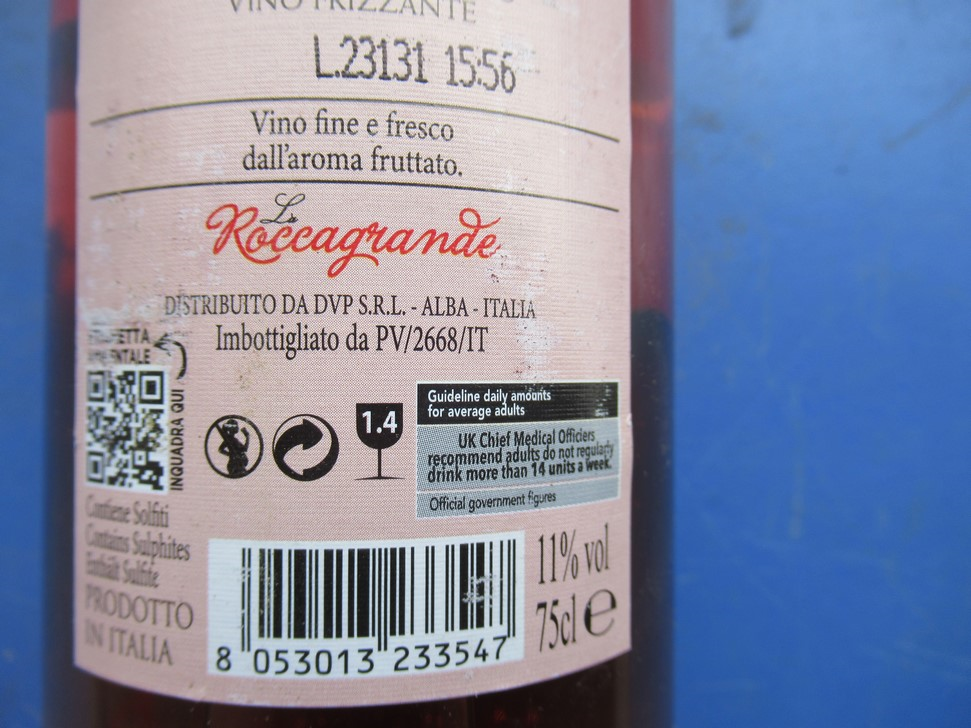 VINO FRIZZANTE
L.23131 15:56
Vino fine e fresco
dall'aroma fruttato.
La
Roccagrande
DISTRIBUITO DA DVP S.R.L. - ALBA - ITALIA
Imbottigliato da PV/2668/IT
INQUADRA QUI
1.4
Guideline daily amounts
for average adults
UK Chief Medical Officiers
recommend adults do not regularly
drink more than 14 units a week.
Official government figures
Contiene Solfiti
Contains Sulphites
Enthält Sulfite
PRODOTTO
IN ITALIA
8 053013 233547
11% vol
75cl e